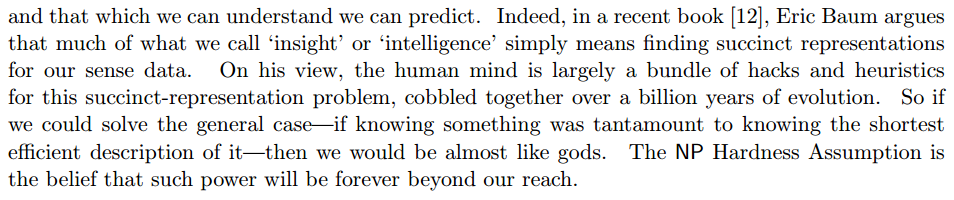 and that which we can understand we can predict. Indeed, in a recent book [12], Eric Baum argues
that much of what we call ‘insight’ or ‘intelligence’ simply means finding succinct representations
for our sense data. On his view, the human mind is largely a bundle of hacks and heuristics
for this succinct-representation problem, cobbled together over a billion years of evolution. So if
we could solve the general case—if knowing something was tantamount to knowing the shortest
efficient description of it—then we would be almost like gods. The NP Hardness Assumption is
the belief that such power will be forever beyond our reach.